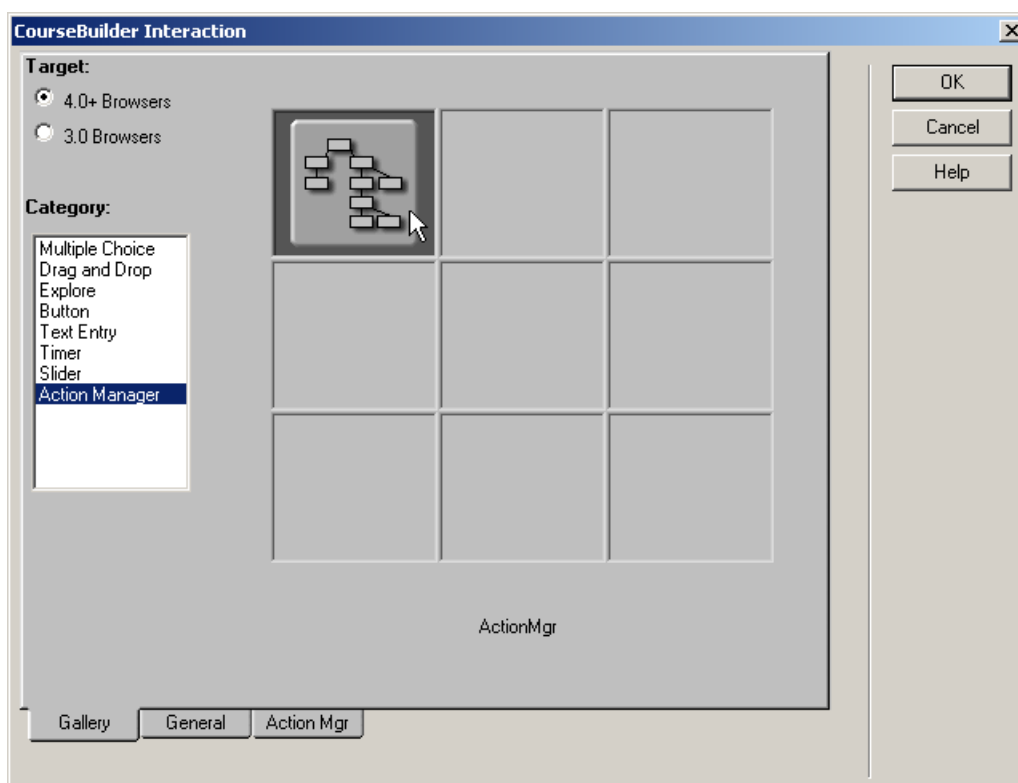 CourseBuilder Interaction
Target:
4.0+ Browsers
3.0 Browsers
Category:
Multiple Choice
Drag and Drop
Explore
Button
Text Entry
Timer
Slider
Action Manager
ActionMgr
Gallery
General
Action Mgr
OK
Cancel
Help